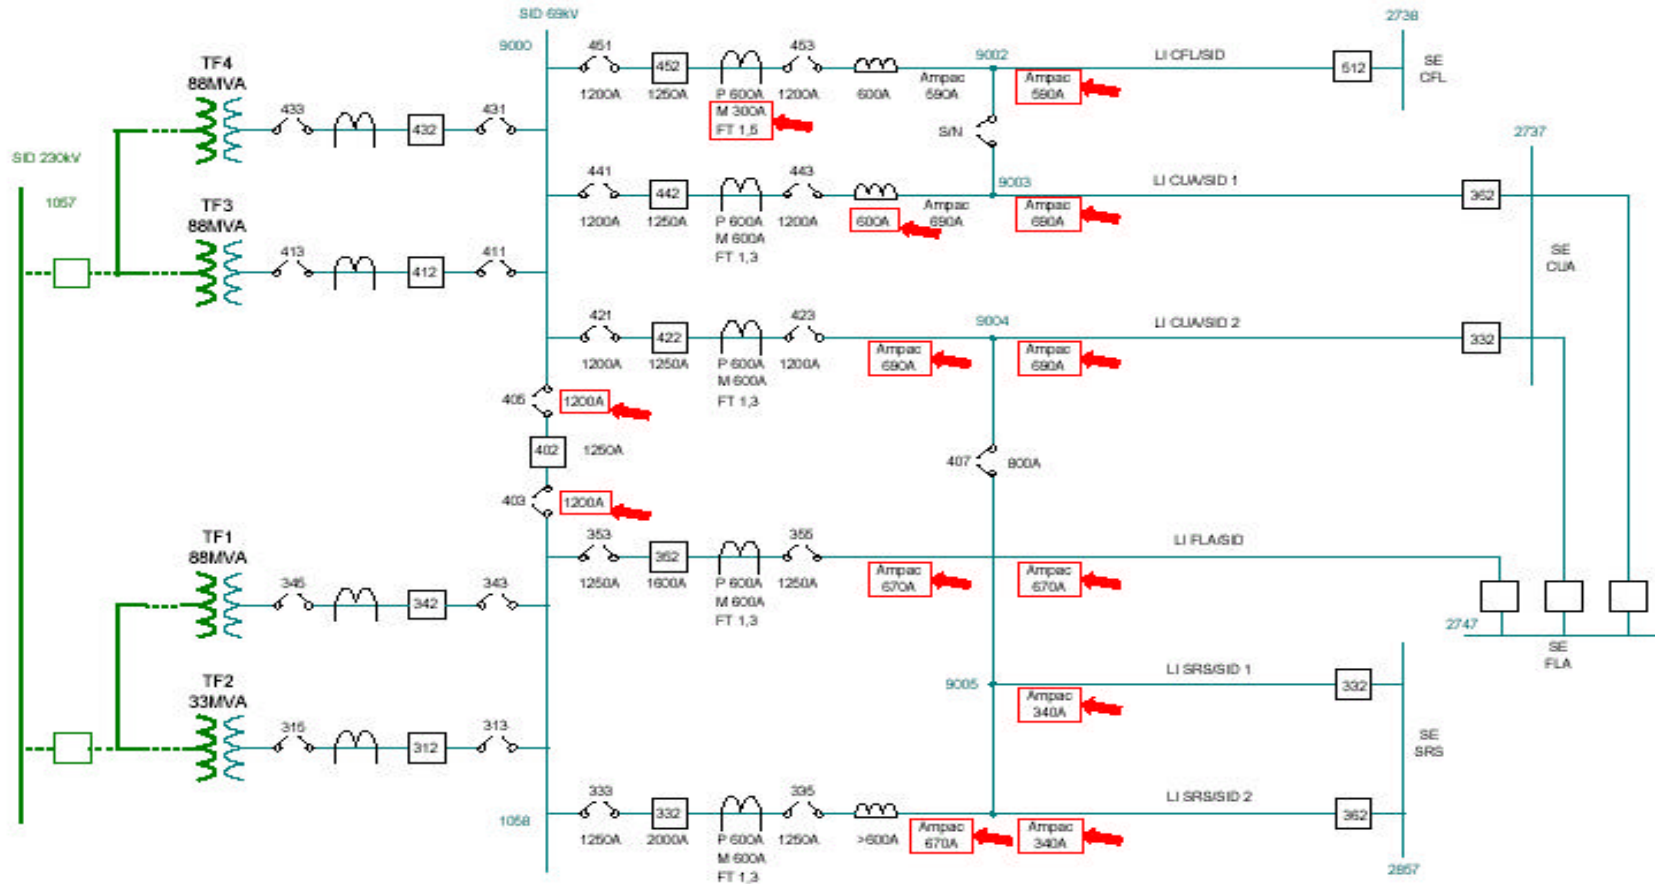 SID 69kV
2738
9000
451
453
9002
LI CFL/SID
TF4
88MVA
452
512
SE
CFL
1200A
1250A
P 600A
1200A
600A
Ampac
590A
Ampac
590A
M 300A
FT 1,5
433
432
431
S/N
2737
SID 230kV
441
443
9003
LI CUA/SID 1
1057
TF3
88MVA
442
362
1200A
1250A
P 600A
1200A
600A
Ampac
690A
Ampac
690A
M 600A
FT 1,3
413
412
411
SE
CUA
421
423
9004
LI CUA/SID 2
422
332
1200A
1250A
P 600A
1200A
Ampac
690A
Ampac
690A
M 600A
FT 1,3
405
1200A
402
1250A
407
800A
403
1200A
TF1
88MVA
353
355
LI FLA/SID
352
1250A
1600A
P 600A
1250A
Ampac
670A
Ampac
670A
M 600A
FT 1,3
345
342
343
2747
SE
FLA
TF2
33MVA
9005
LI SRS/SID 1
332
Ampac
340A
315
312
313
SE
SRS
333
335
LI SRS/SID 2
1058
332
362
1250A
2000A
P 600A
1250A
>600A
Ampac
670A
Ampac
340A
M 600A
FT 1,3
2857